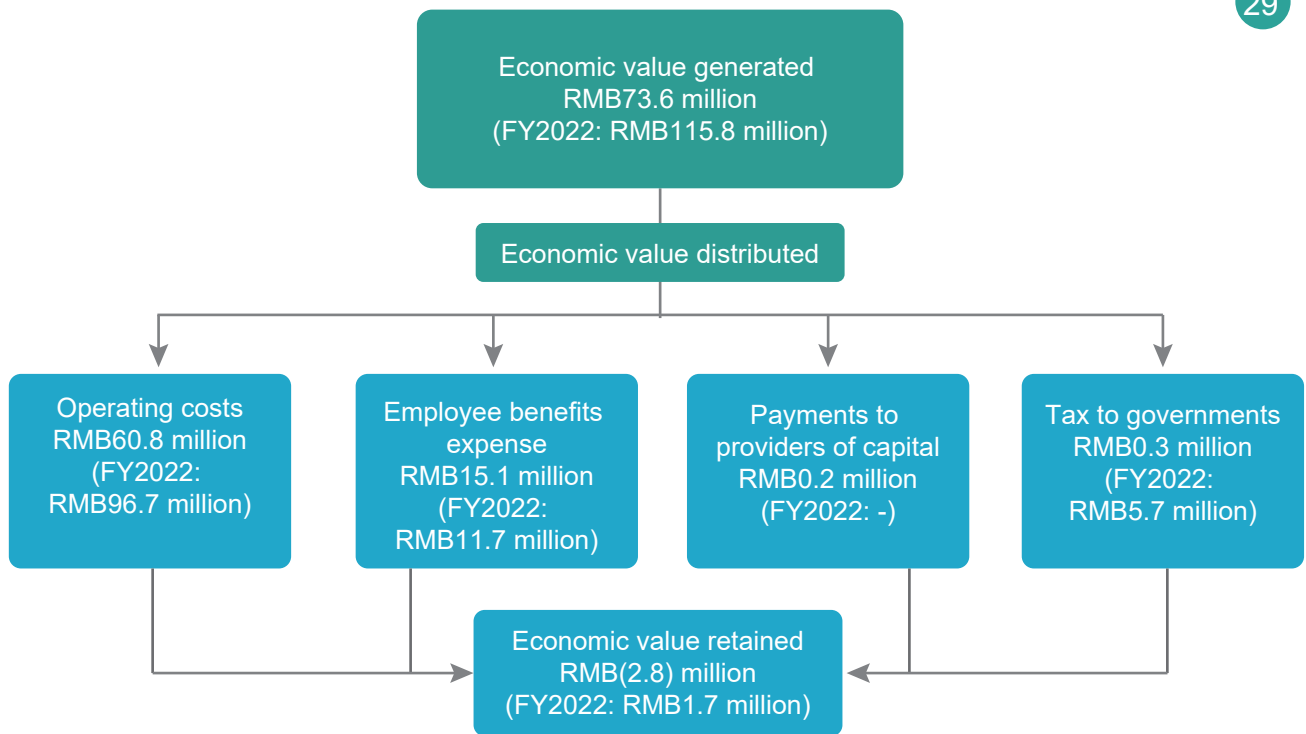 29
Economic value generated
RMB73.6 million
(FY2022: RMB115.8 million)
Economic value distributed
Operating costs
RMB60.8 million
(FY2022:
RMB96.7 million)
Employee benefits
expense
RMB15.1 million
(FY2022:
RMB11.7 million)
Payments to
providers of capital
RMB0.2 million
(FY2022: -)
Tax to governments
RMB0.3 million
(FY2022:
RMB5.7 million)
Economic value retained
RMB(2.8) million
(FY2022: RMB1.7 million)